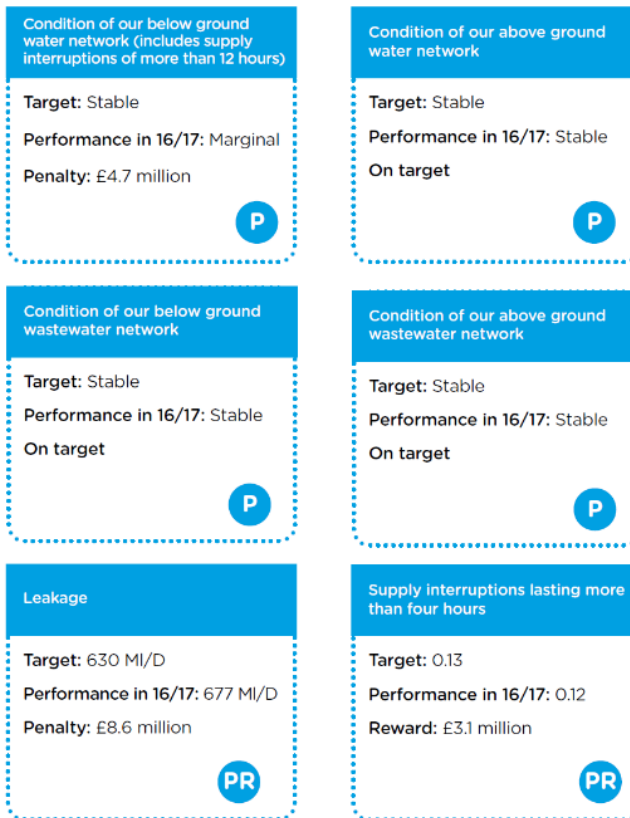 Condition of our below ground
water network (includes supply
interruptions of more than 12 hours)
Target: Stable
Performance in 16/17: Marginal
Penalty: £4.7 million
P
Condition of our above ground
water network
Target: Stable
Performance in 16/17: Stable
On target
P
Condition of our below ground
wastewater network
Target: Stable
Performance in 16/17: Stable
On target
P
Condition of our above ground
wastewater network
Target: Stable
Performance in 16/17: Stable
On target
P
Leakage
Target: 630 Ml/D
Performance in 16/17: 677 Ml/D
Penalty: £8.6 million
PR
Supply interruptions lasting more
than four hours
Target: 0.13
Performance in 16/17: 0.12
Reward: £3.1 million
PR